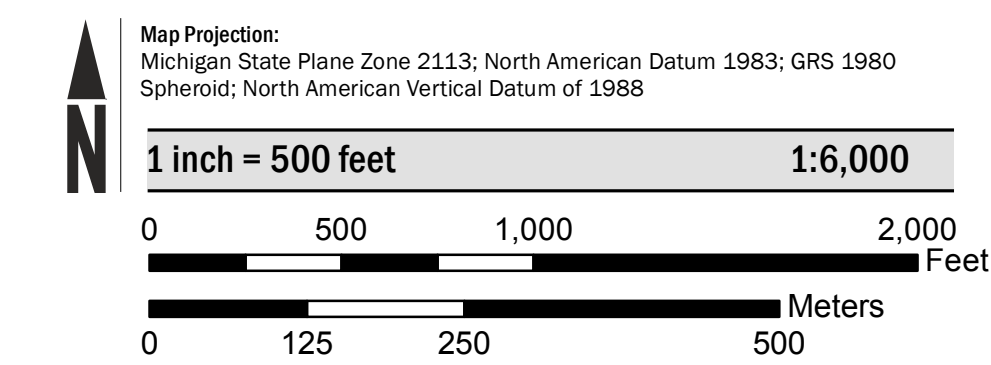 N
Map Projection:
Michigan State Plane Zone 2113; North American Datum 1983; GRS 1980
Spheroid; North American Vertical Datum of 1988
1 inch = 500 feet 1:6,000
0 500 1,000 2,000
Feet
Meters
0 125 250 500